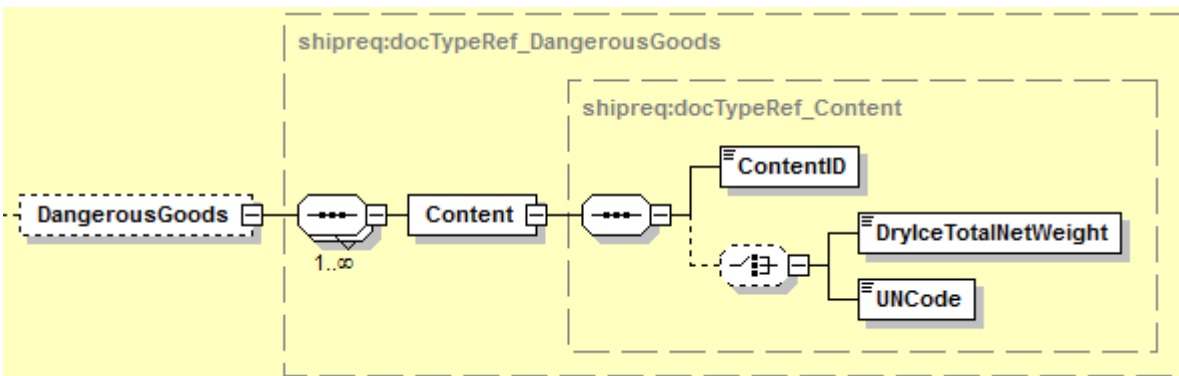 shipreq:docTypeRef_DangerousGoods
shipreq:docTypeRef_Content
ContentID
DangerousGoods
Content
1..∞
DryIceTotalNetWeight
UNCode